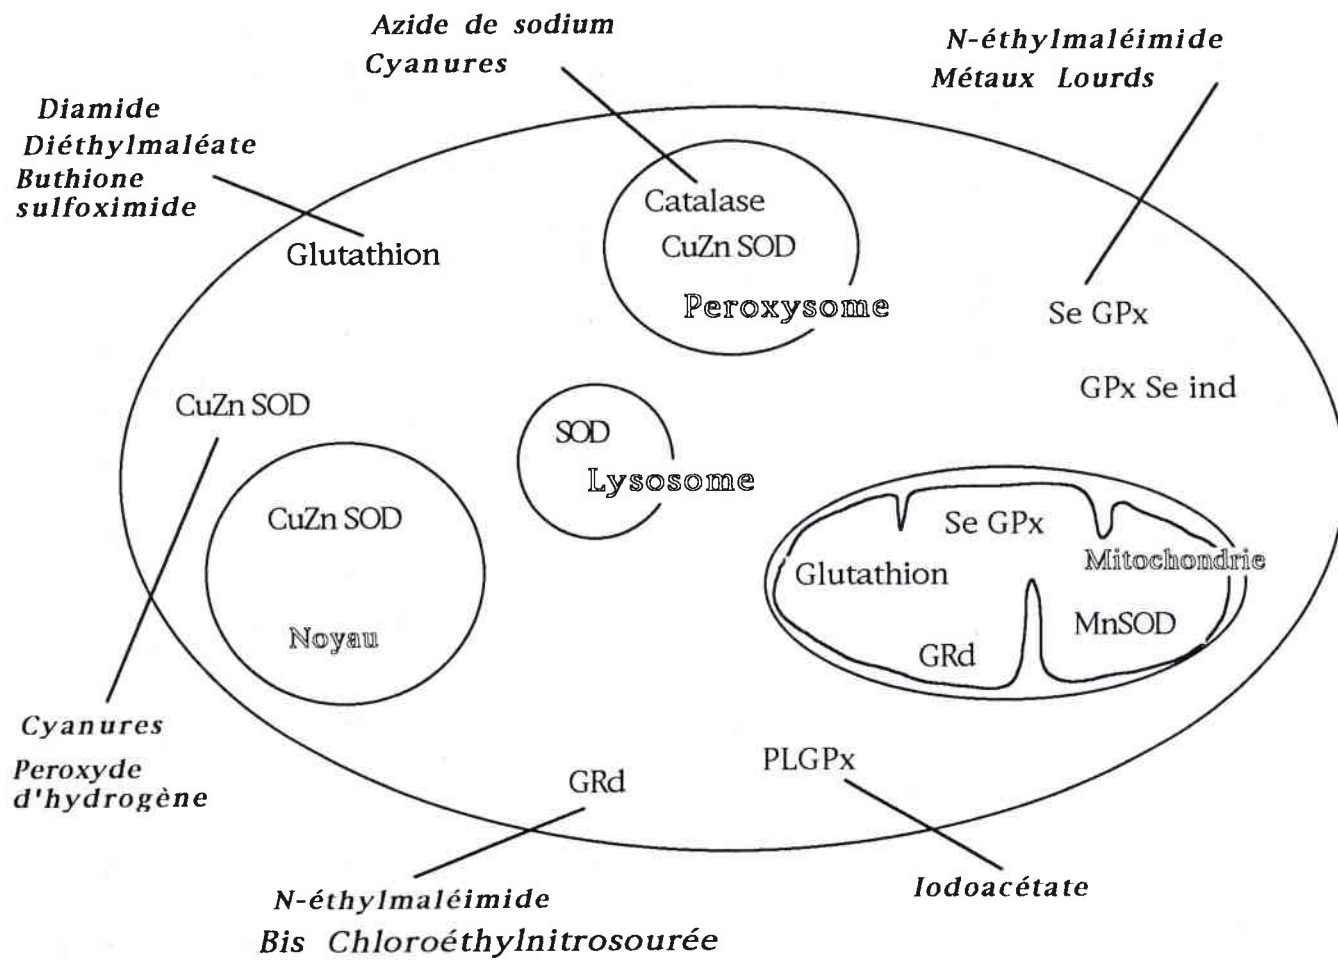 Azide de sodium
Cyanures
N-éthylmaléimide
Métaux Lourds
Diamide
Diéthylmaléate
Buthione
sulfoximide
Glutathion
Catalase
CuZn SOD
Peroxysome
Se GPx
GPx Se ind
CuZn SOD
SOD
Lysosome
CuZn SOD
Noyau
Se GPx
Glutathion
Mitochondrie
MnSOD
GRd
Cyanures
Peroxyde
d'hydrogène
GRd
PLGPx
N-éthylmaléimide
Bis Chloroéthylnitrosourée
Iodoacétate